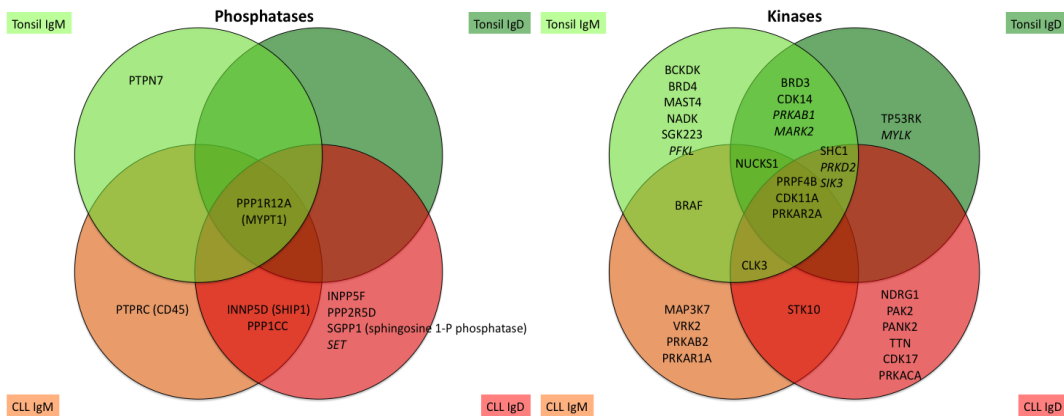 Phosphatases
Tonsil IgM
Tonsil IgD
PTPN7
PPP1R12A
(MYPT1)
PTPRC (CD45)
INNP5D (SHIP1)
PPP1CC
INPP5F
PPP2R5D
SGPP1 (sphingosine 1-P phosphatase)
SET
CLL IgM
CLL IgD
Kinases
Tonsil IgM
Tonsil IgD
BCKDK
BRD4
MAST4
NADK
SGK223
PFKL
BRD3
CDK14
PRKAB1
MARK2
TP53RK
MYLK
NUCKS1
SHC1
PRKD2
SIK3
PRPF4B
CDK11A
PRKAR2A
BRAF
CLK3
MAP3K7
VRK2
PRKAB2
PRKAR1A
STK10
NDRG1
PAK2
PANK2
TTN
CDK17
PRKACA
CLL IgM
CLL IgD